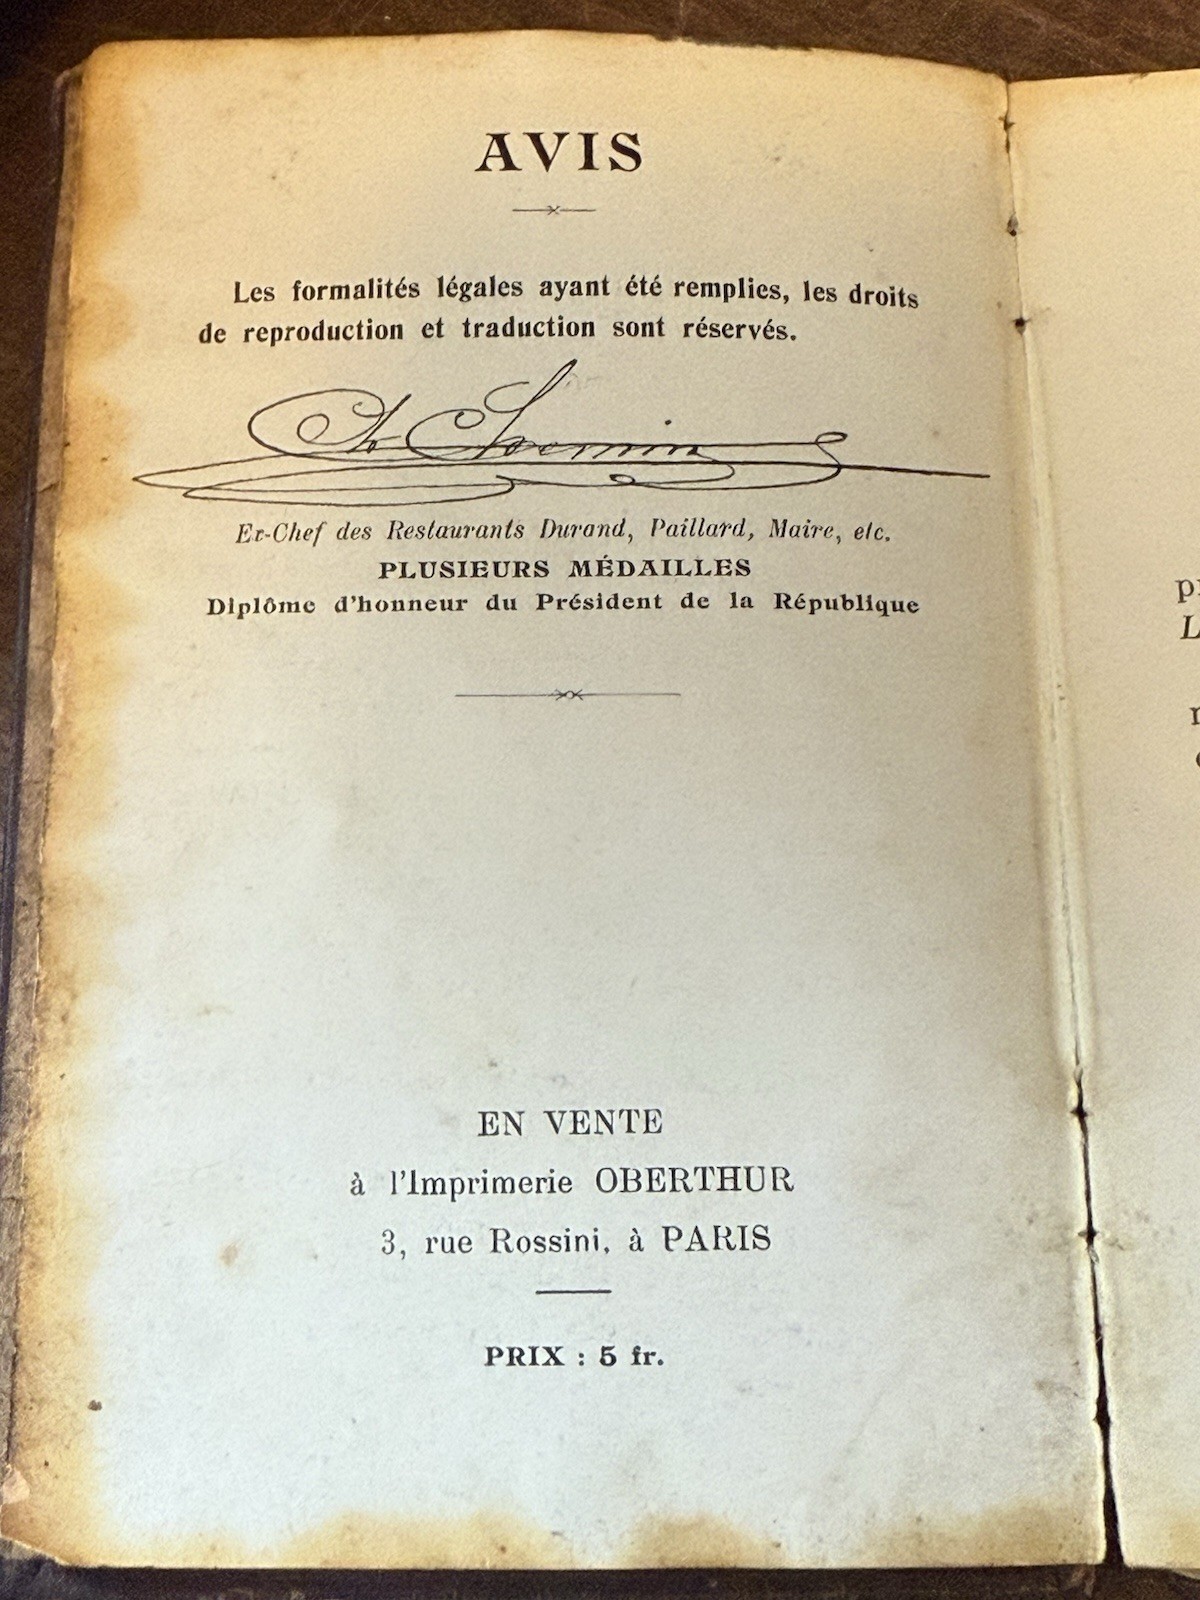 AVIS
Les formalités légales ayant été remplies, les droits
de reproduction et traduction sont réservés.
Ex-Chef des Restaurants Durand, Paillard, Maire, etc.
PLUSIEURS MÉDAILLES
Diplôme d'honneur du Président de la République
EN VENTE
à l'Imprimerie OBERTHUR
3, rue Rossini, à PARIS
PRIX : 5 fr.